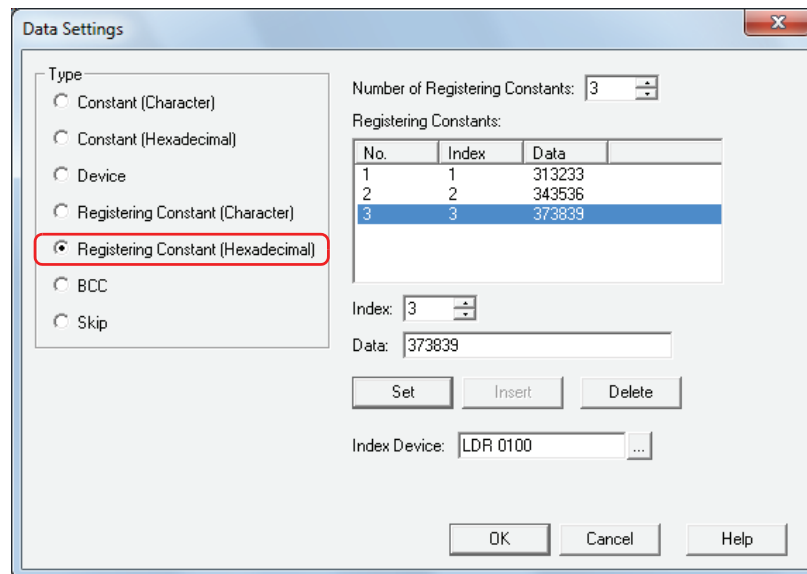 Data Settings
Type
Constant (Character)
Constant (Hexadecimal)
Device
Registering Constant (Character)
Registering Constant (Hexadecimal)
BCC
Skip
Number of Registering Constants: 3
Registering Constants:
No. Index Data
1 1 313233
2 2 343536
3 3 373839
Index: 3
Data: 373839
Set Insert Delete
Index Device: LDR 0100 ...
OK Cancel Help